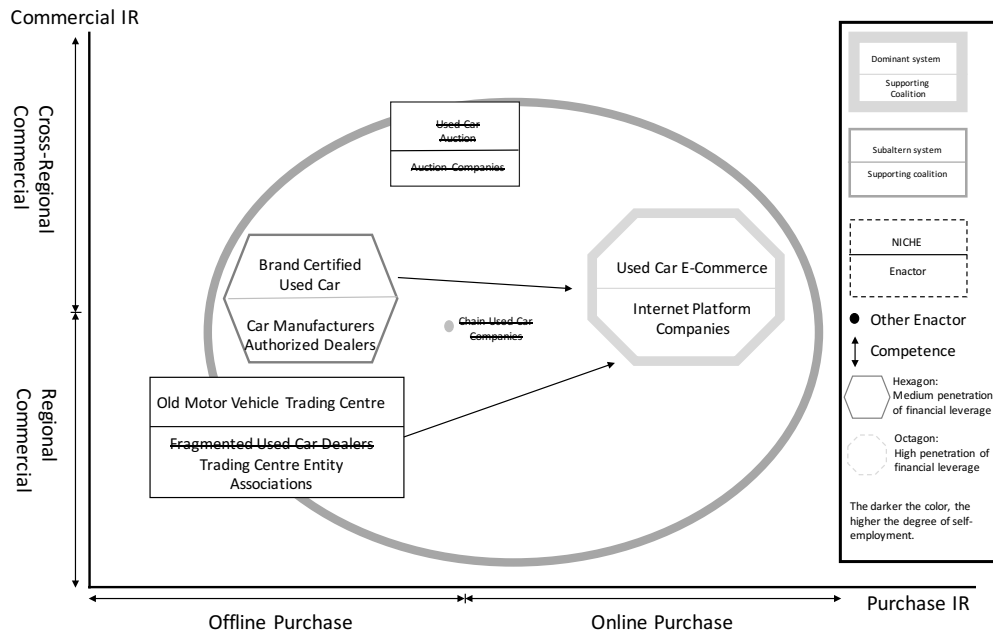 Commercial IR
Cross-Regional
Commercial
Regional
Commercial
Used Car
Auction
Auction Companies
Brand Certified
Used Car
Car Manufacturers
Authorized Dealers
Chain Used Car
Companies
Used Car E-Commerce
Internet Platform
Companies
Old Motor Vehicle Trading Centre
Fragmented Used Car Dealers
Trading Centre Entity
Associations
Offline Purchase
Online Purchase
Purchase IR
Dominant system
Supporting
Coalition
Subaltern system
Supporting coalition
NICHE
Enactor
Other Enactor
Competence
Hexagon:
Medium penetration
of financial leverage
Octagon:
High penetration of
financial leverage
The darker the color, the
higher the degree of self-
employment.